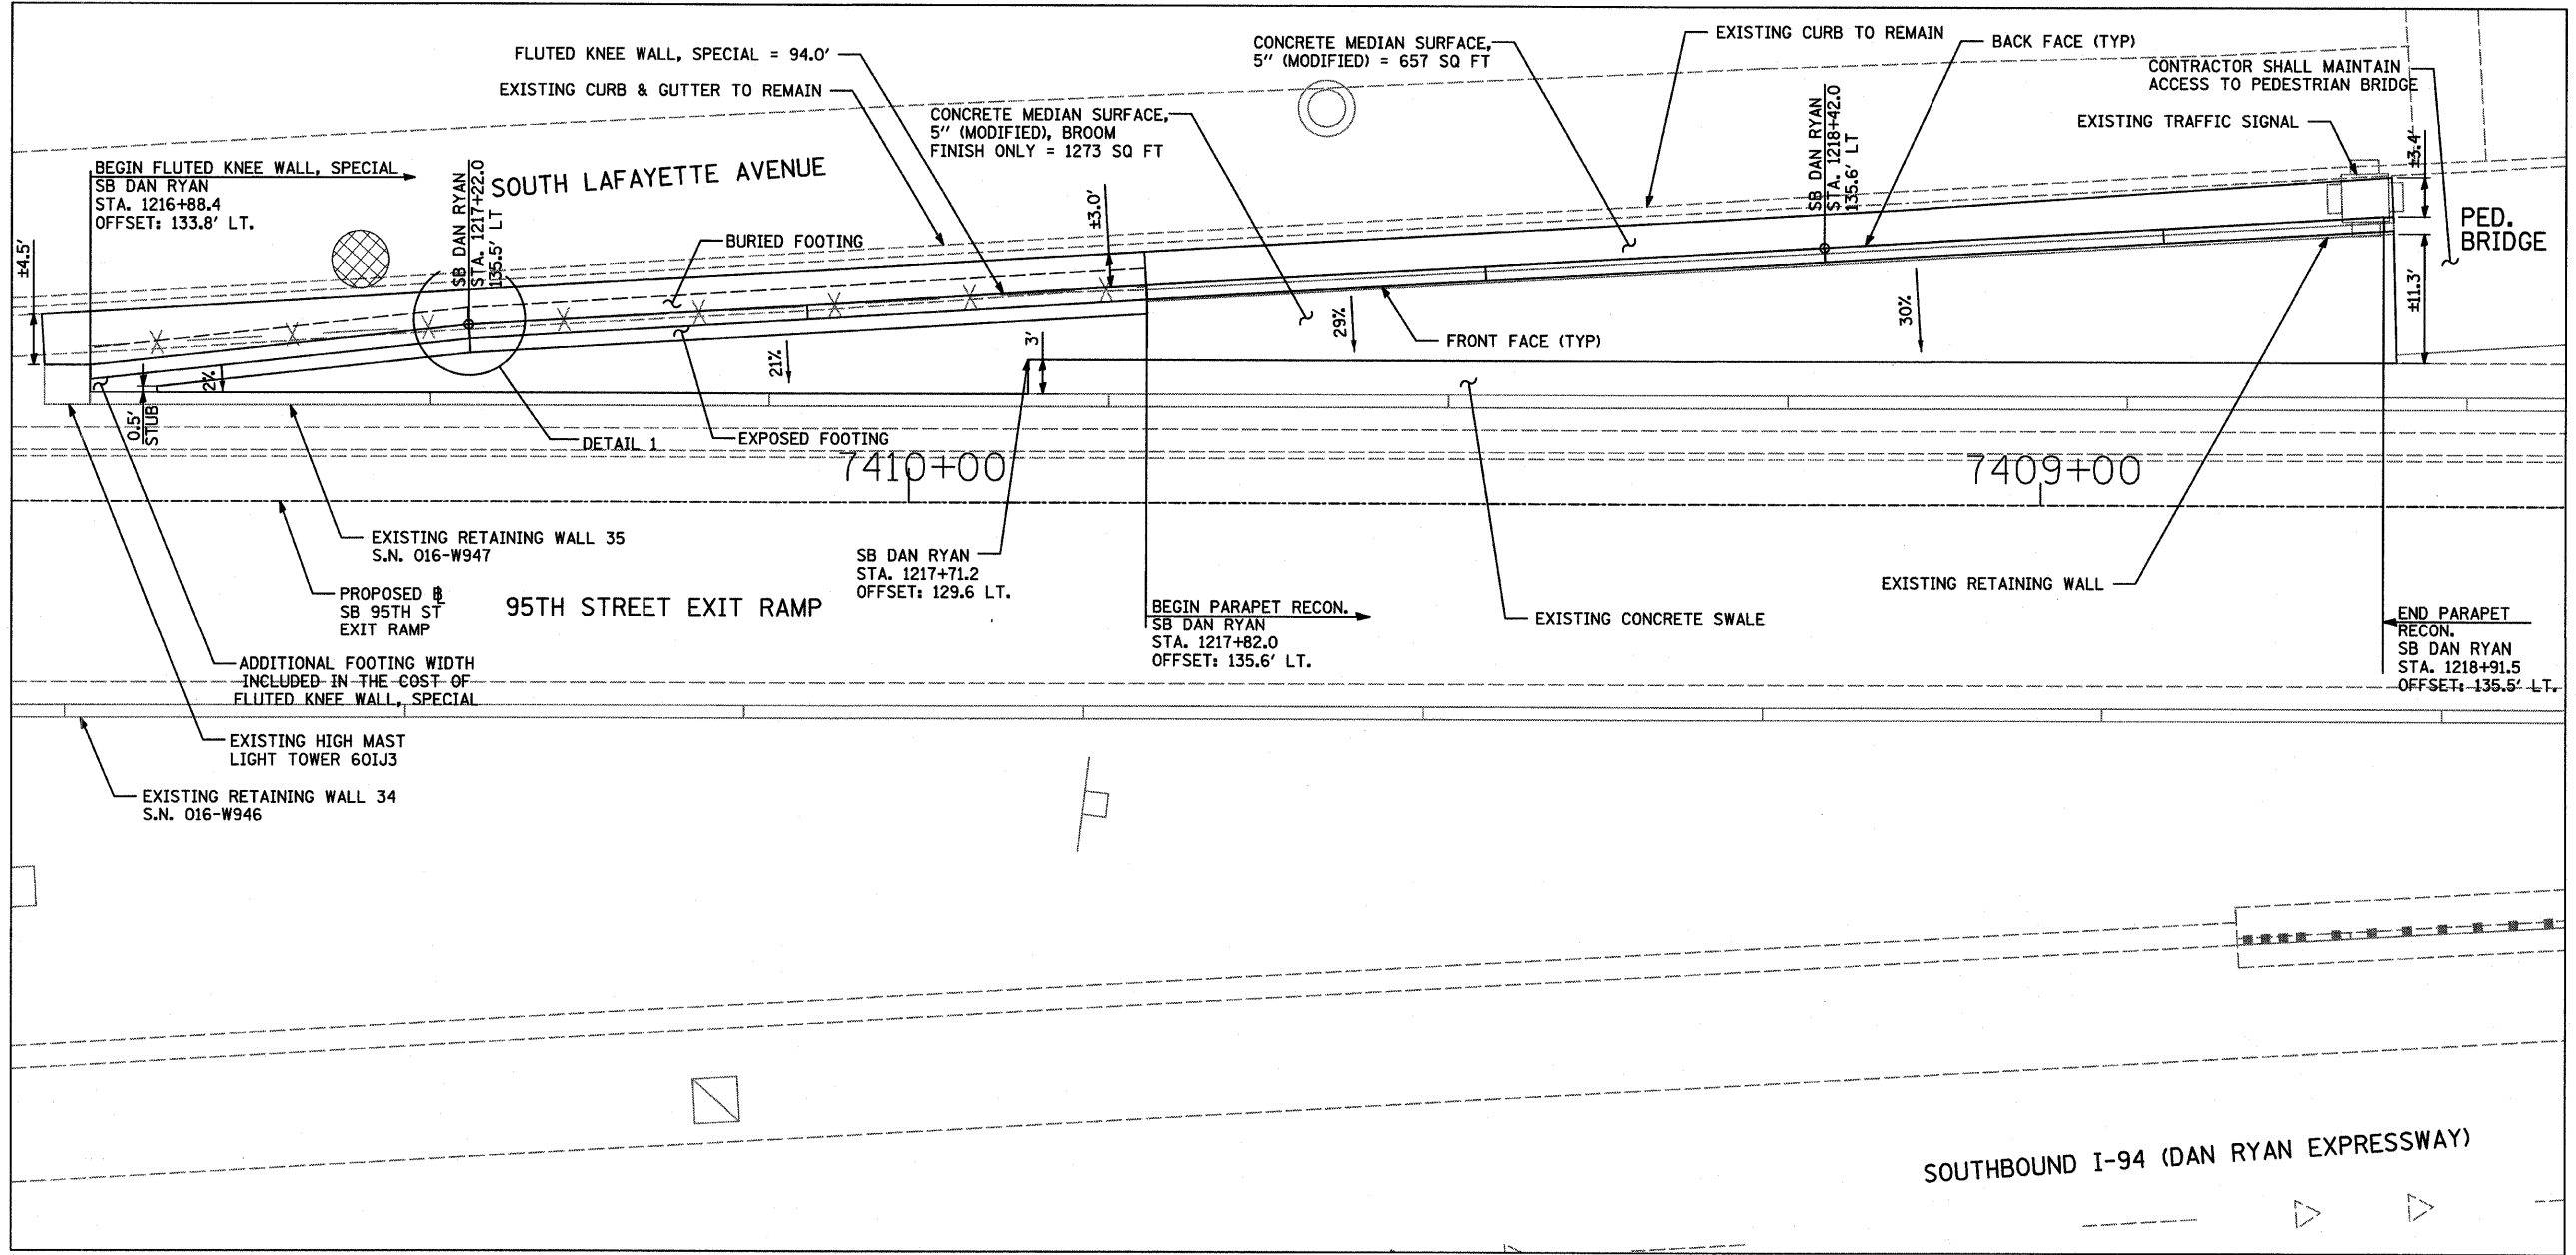 FLUTED KNEE WALL, SPECIAL = 94.0'
EXISTING CURB & GUTTER TO REMAIN
CONCRETE MEDIAN SURFACE,
5" (MODIFIED), BROOM
FINISH ONLY = 1273 SQ FT
CONCRETE MEDIAN SURFACE,
5" (MODIFIED) = 657 SQ FT
EXISTING CURB TO REMAIN
BACK FACE (TYP)
CONTRACTOR SHALL MAINTAIN
ACCESS TO PEDESTRIAN BRIDGE
EXISTING TRAFFIC SIGNAL
±3.4'
PED.
BRIDGE
±11.3'
BEGIN FLUTED KNEE WALL, SPECIAL
SB DAN RYAN
STA. 1216+88.4
OFFSET: 133.8' LT.
SB DAN RYAN
STA. 1217+22.0
135.5' LT
SOUTH LAFAYETTE AVENUE
BURIED FOOTING
±3.0'
SB DAN RYAN
STA. 1218+42.0
135.6' LT
±4.5'
2%
0.5'
STUB
21%
3'
29%
30%
FRONT FACE (TYP)
DETAIL 1
EXPOSED FOOTING
7410+00
7409+00
EXISTING RETAINING WALL 35
S.N. 016-W947
PROPOSED ℄
SB 95TH ST
EXIT RAMP
95TH STREET EXIT RAMP
SB DAN RYAN
STA. 1217+71.2
OFFSET: 129.6 LT.
BEGIN PARAPET RECON.
SB DAN RYAN
STA. 1217+82.0
OFFSET: 135.6' LT.
EXISTING CONCRETE SWALE
EXISTING RETAINING WALL
END PARAPET
RECON.
SB DAN RYAN
STA. 1218+91.5
OFFSET: 135.5' LT.
ADDITIONAL FOOTING WIDTH
INCLUDED IN THE COST OF
FLUTED KNEE WALL, SPECIAL
EXISTING HIGH MAST
LIGHT TOWER 60IJ3
EXISTING RETAINING WALL 34
S.N. 016-W946
SOUTHBOUND I-94 (DAN RYAN EXPRESSWAY)